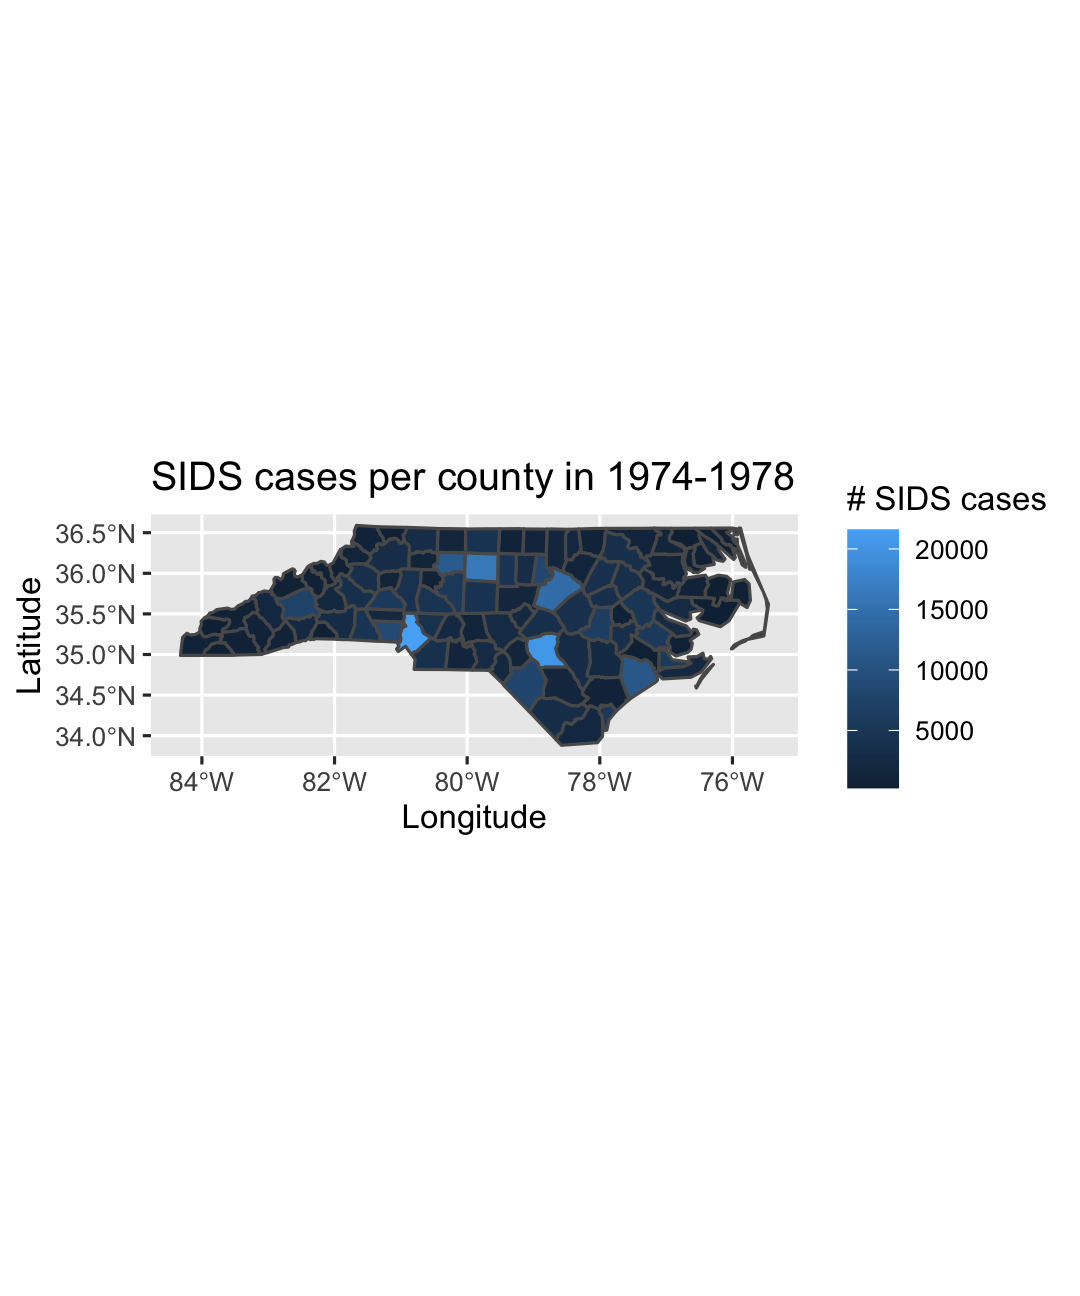 SIDS cases per county in 1974-1978
# SIDS cases
20000
15000
10000
5000
36.5°N
36.0°N
35.5°N
35.0°N
34.5°N
34.0°N
Latitude
84°W 82°W 80°W 78°W 76°W
Longitude